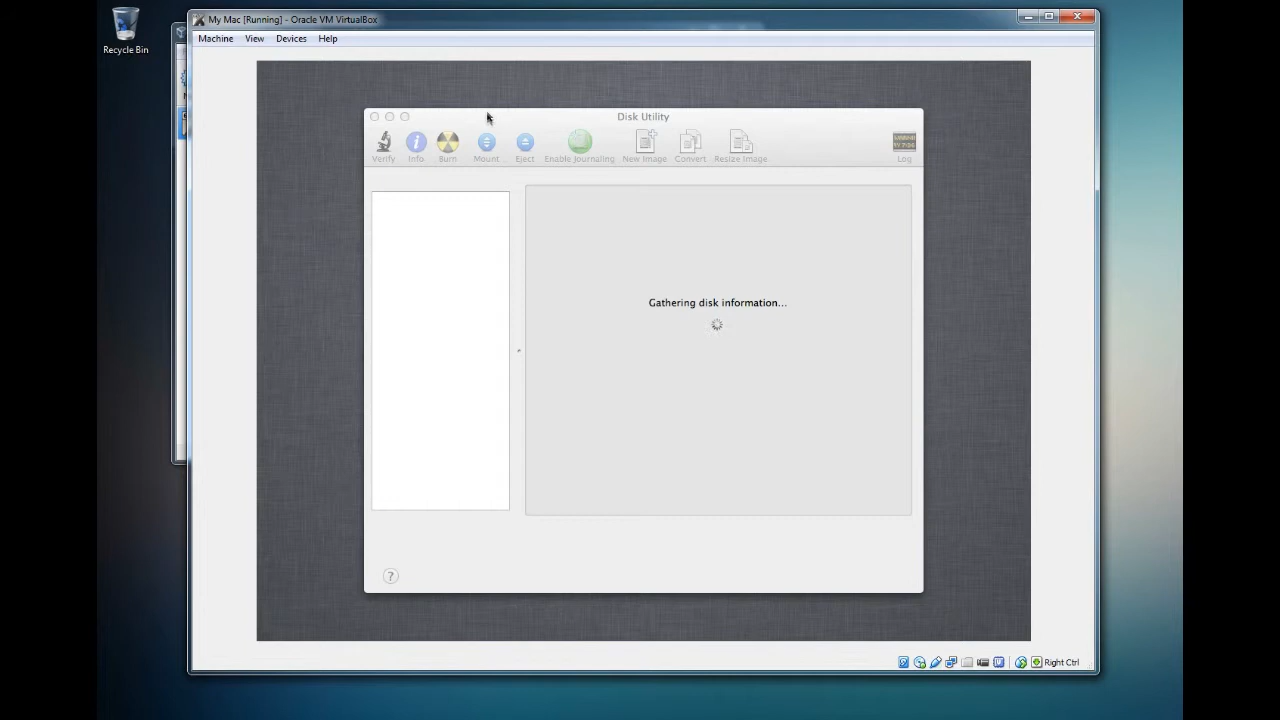 Recycle Bin
My Mac [Running] - Oracle VM VirtualBox
Machine View Devices Help
Disk Utility
Verify Info Burn Mount Eject Enable Journaling New Image Convert Resize Image Log
Gathering disk information...
?
Right Ctrl